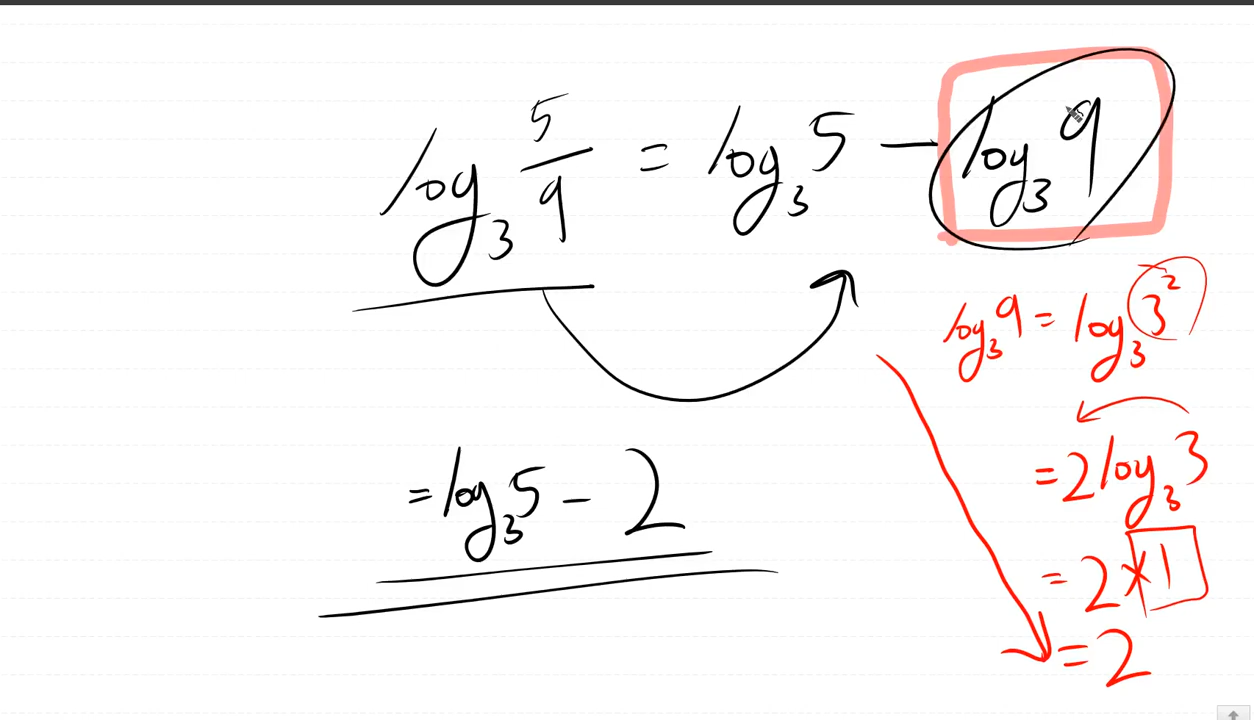 log₃ 5/9 = log₃ 5 - log₃ 9
log₃ 9 = log₃ 3²
= 2 log₃ 3
= 2 * 1
= 2
= log₃ 5 - 2